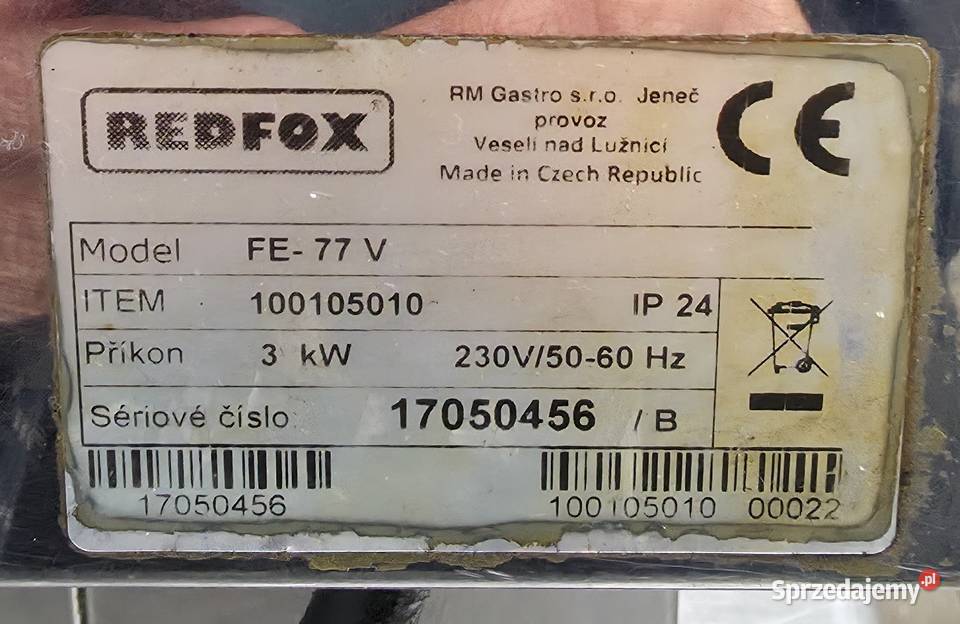 REDFOX®
RM Gastro s.r.o. Jeneč
provoz
Veselí nad Lužnicí
Made in Czech Republic
CE
Model FE- 77 V
ITEM 100105010 IP 24
Příkon 3 kW 230V/50-60 Hz
Sériové číslo 17050456 / B
17050456
100105010 00022
Sprzedajemy.pl